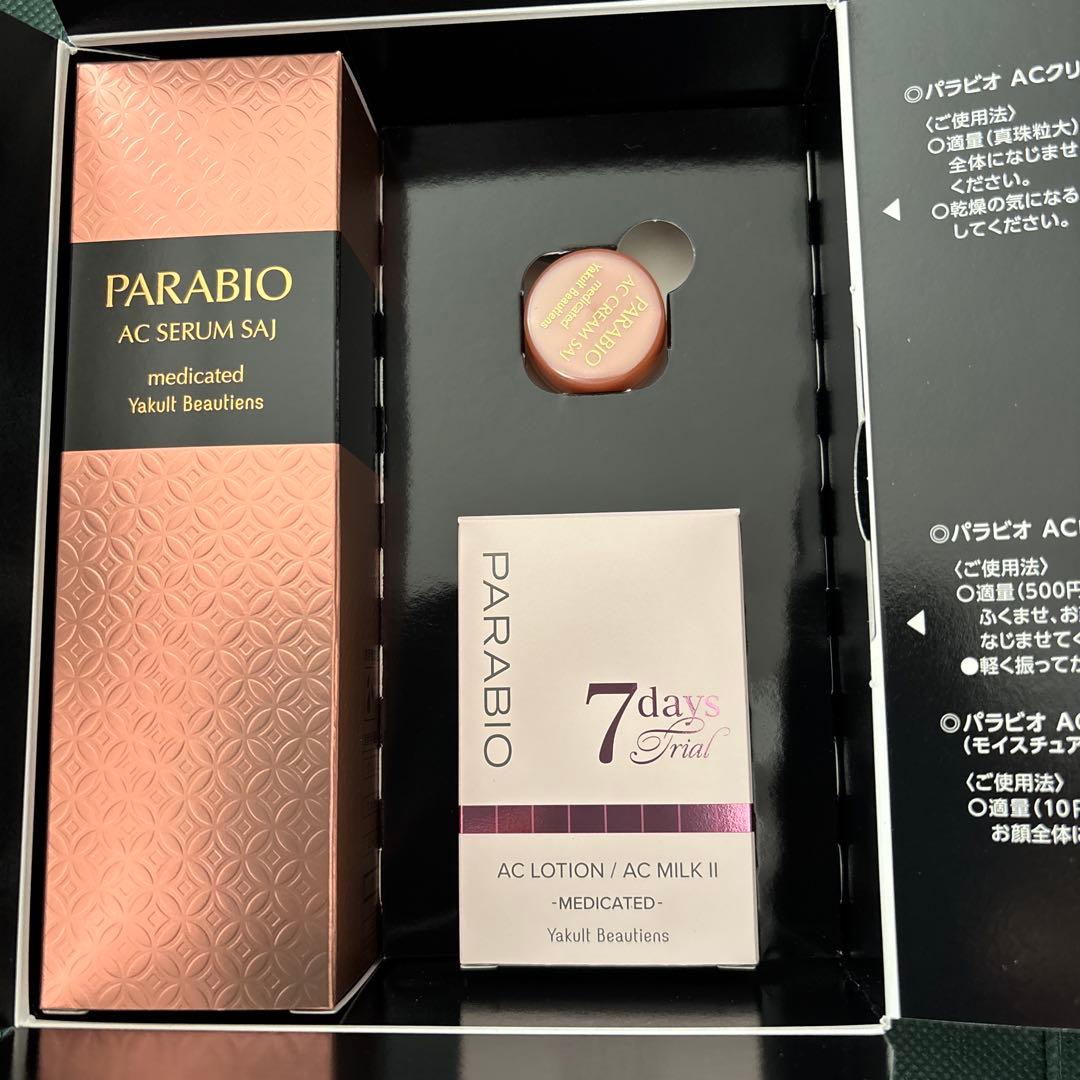 PARABIO
AC SERUM SAJ
medicated
Yakult Beautiens
PARABIO
AC CREAM SAJ
medicated
Yakult Beautiens
PARABIO
7days
Trial
AC LOTION / AC MILK II
-MEDICATED-
Yakult Beautiens
◎パラビオ ACクリ
〈ご使用法〉
○適量(真珠粒大)
全体になじませ
ください。
○乾燥の気になる
してください。
◎パラビオ AC
〈ご使用法〉
○適量(500円
ふくませ、お
なじませてく
●軽く振ってか
◎パラビオ AC
(モイスチュア
〈ご使用法〉
○適量(10円
お顔全体に